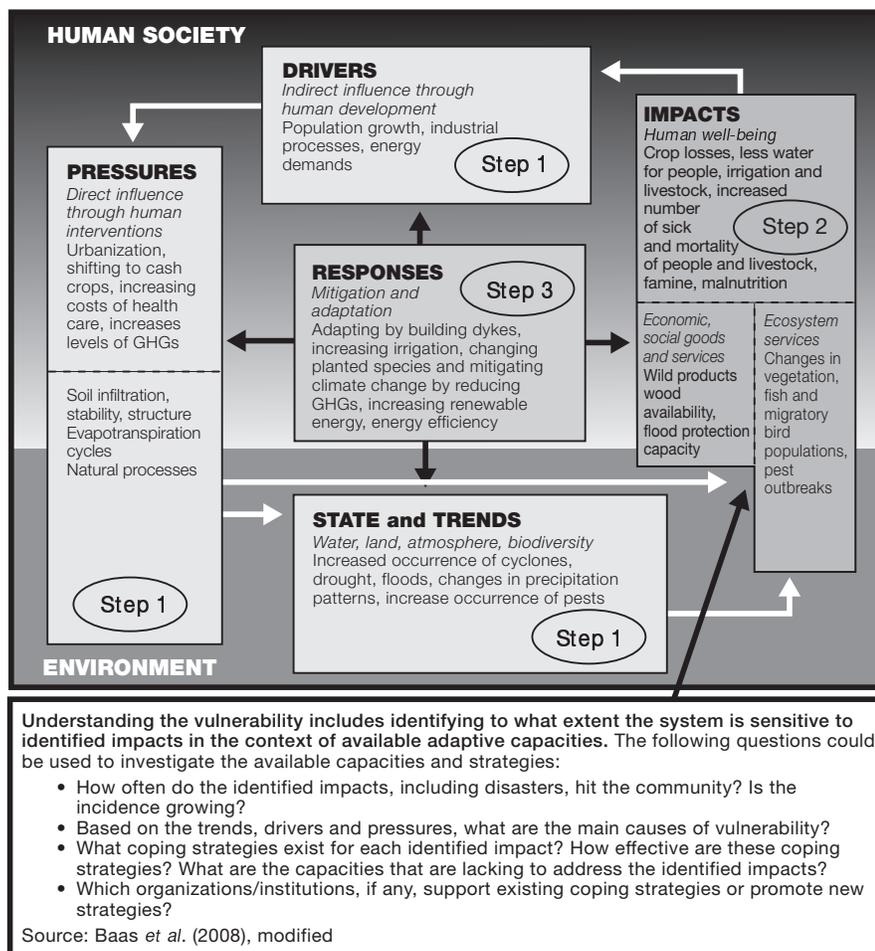 HUMAN SOCIETY
DRIVERS
Indirect influence through
human development
Population growth, industrial
processes, energy
demands
Step 1
PRESSURES
Direct influence
through human
interventions
Urbanization,
shifting to cash
crops, increasing
costs of health
care, increases
levels of GHGs
Soil infiltration,
stability, structure
Evapotranspiration
cycles
Natural processes
Step 1
RESPONSES
Mitigation and
adaptation
Step 3
Adapting by building dykes,
increasing irrigation, changing
planted species and mitigating
climate change by reducing
GHGs, increasing renewable
energy, energy efficiency
IMPACTS
Human well-being
Crop losses, less water
for people, irrigation and
livestock, increased
number
of sick
and mortality
of people and livestock,
famine, malnutrition
Step 2
Economic,
social goods
and services
Wild products
wood
availability,
flood protection
capacity
Ecosystem
services
Changes in
vegetation,
fish and
migratory
bird
populations,
pest
outbreaks
STATE and TRENDS
Water, land, atmosphere, biodiversity
Increased occurrence of cyclones,
drought, floods, changes in precipitation
patterns, increase occurrence of pests
Step 1
ENVIRONMENT
Understanding the vulnerability includes identifying to what extent the system is sensitive to
identified impacts in the context of available adaptive capacities. The following questions could
be used to investigate the available capacities and strategies:
• How often do the identified impacts, including disasters, hit the community? Is the
incidence growing?
• Based on the trends, drivers and pressures, what are the main causes of vulnerability?
• What coping strategies exist for each identified impact? How effective are these coping
strategies? What are the capacities that are lacking to address the identified impacts?
• Which organizations/institutions, if any, support existing coping strategies or promote new
strategies?
Source: Baas et al. (2008), modified